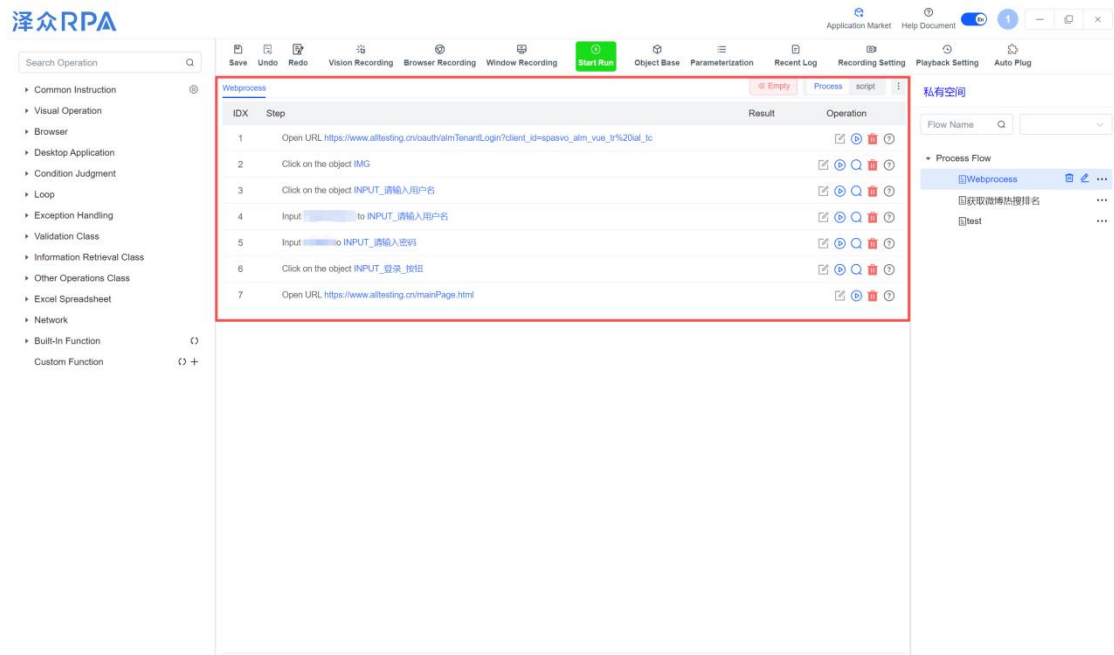 泽众RPA
Application Market Help Document En 1
Search Operation
Common Instruction
Visual Operation
Browser
Desktop Application
Condition Judgment
Loop
Exception Handling
Validation Class
Information Retrieval Class
Other Operations Class
Excel Spreadsheet
Network
Built-In Function
Custom Function
Save Undo Redo Vision Recording Browser Recording Window Recording Start Run Object Base Parameterization Recent Log Recording Setting Playback Setting Auto Plug
Webprocess Empty Process script
IDX Step Result Operation
1 Open URL https://www.alltesting.cn/oauth/almTenantLogin?client_id=spasvo_alm_vue_tr%20ial_tc
2 Click on the object IMG
3 Click on the object INPUT_请输入用户名
4 Input to INPUT_请输入用户名
5 Input o INPUT_请输入密码
6 Click on the object INPUT_登录_按钮
7 Open URL https://www.alltesting.cn/mainPage.html
私有空间
Flow Name
Process Flow
Webprocess
获取微博热搜排名
test